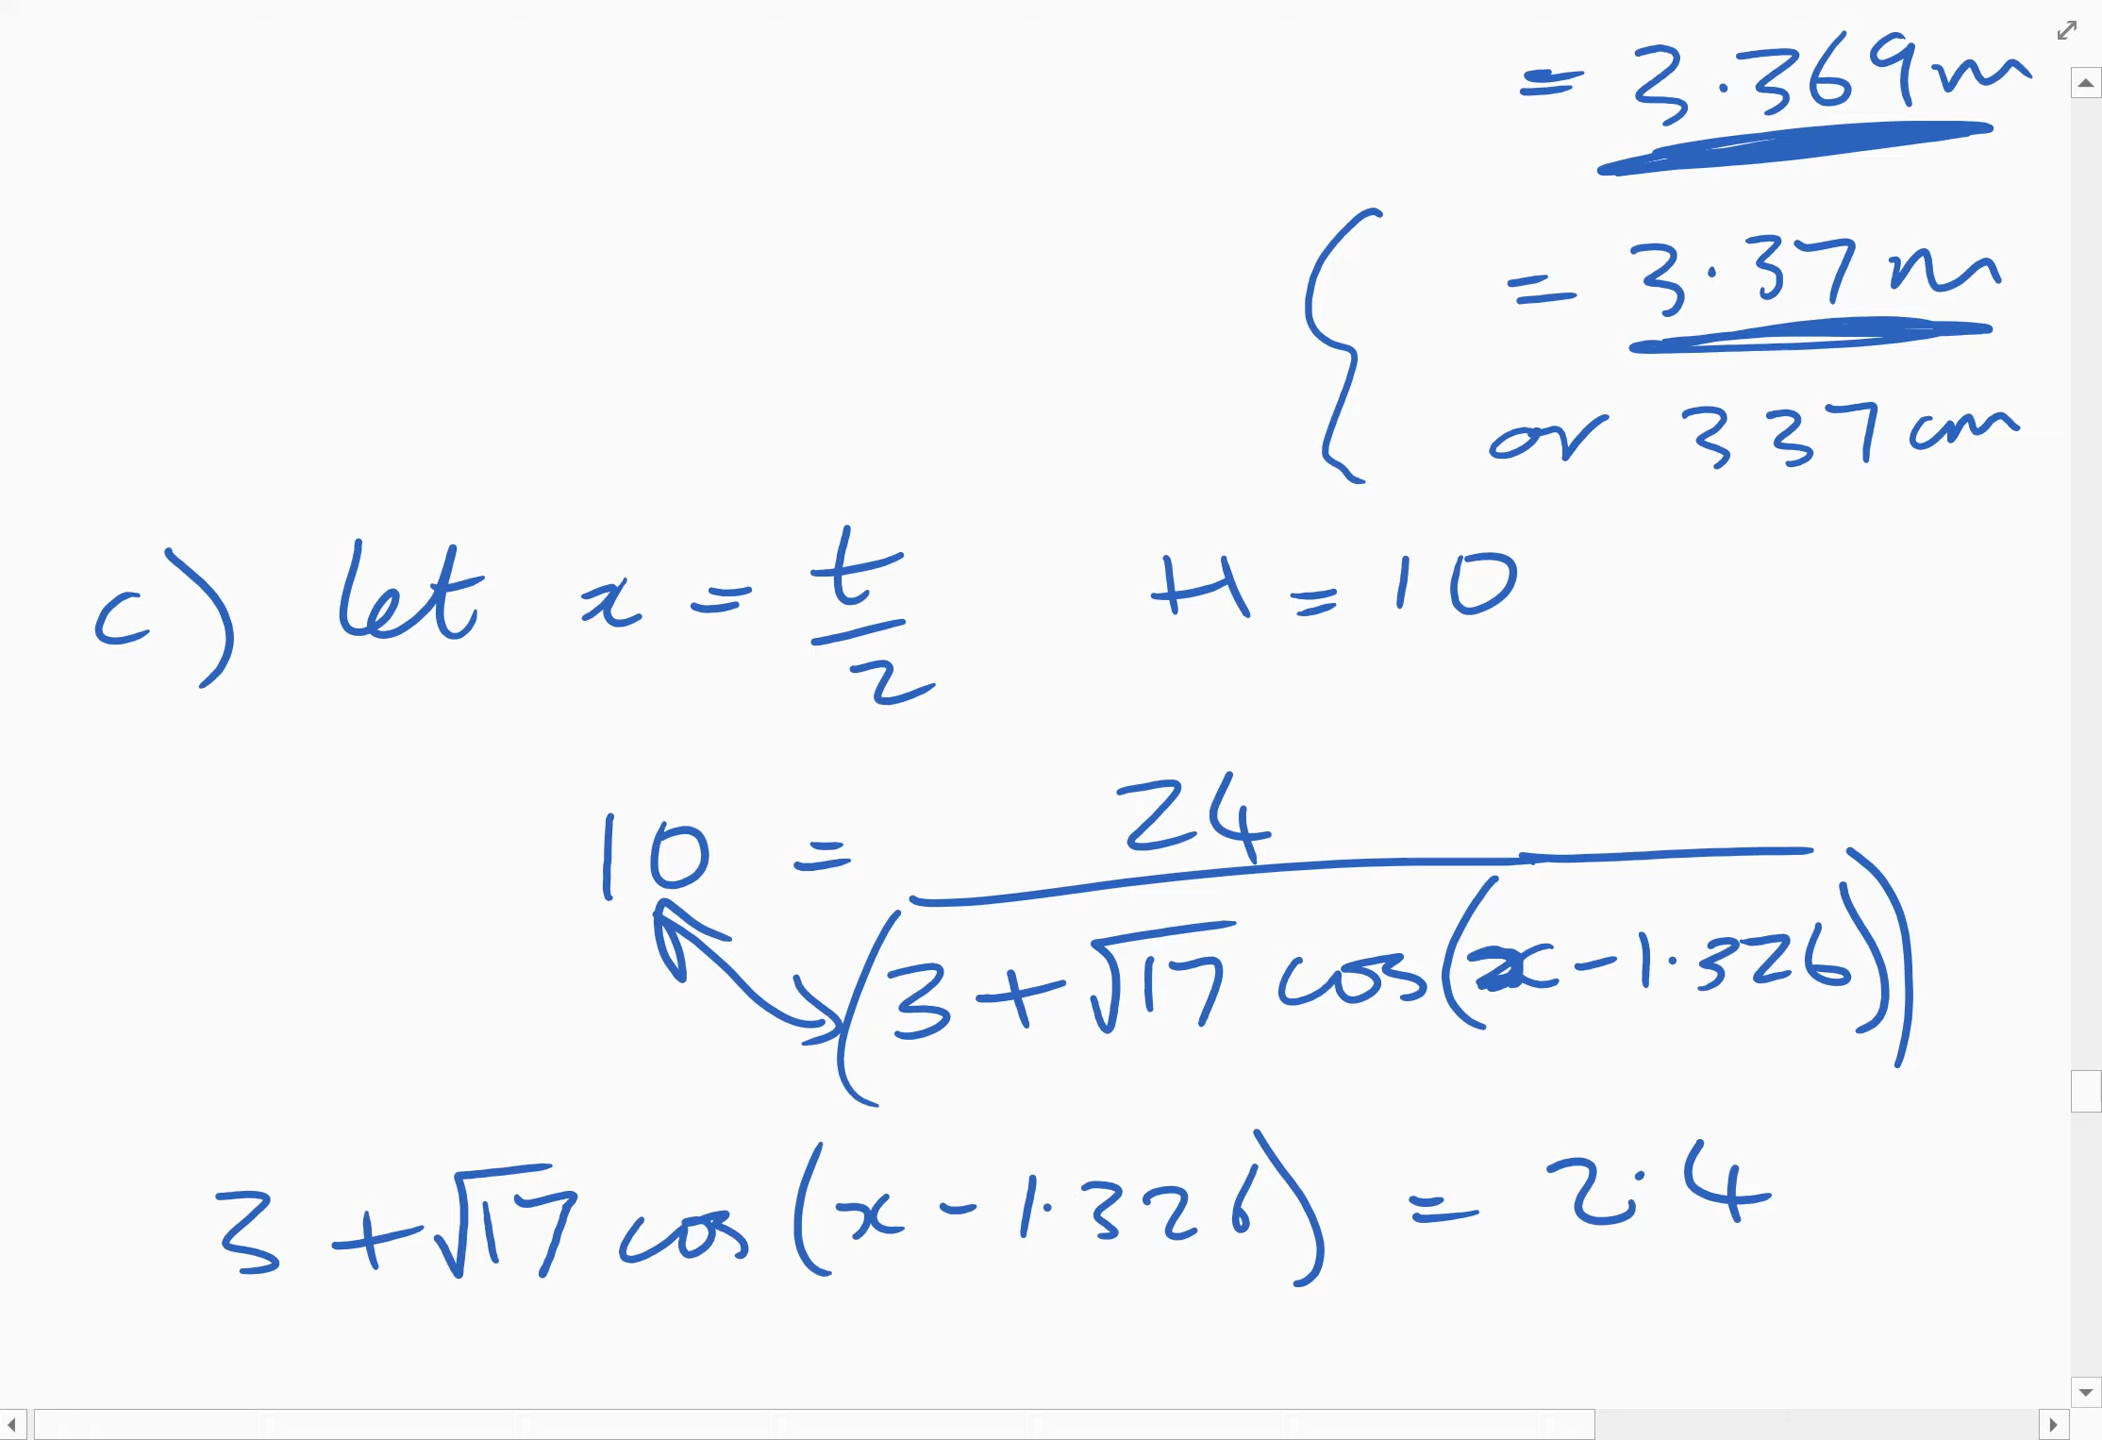 = 3.369m
= 3.37m
or 337cm
c) let x = t/2 H = 10
10 = 24/(3 + √17 cos(x - 1.326))
3 + √17 cos(x - 1.326) = 2.4